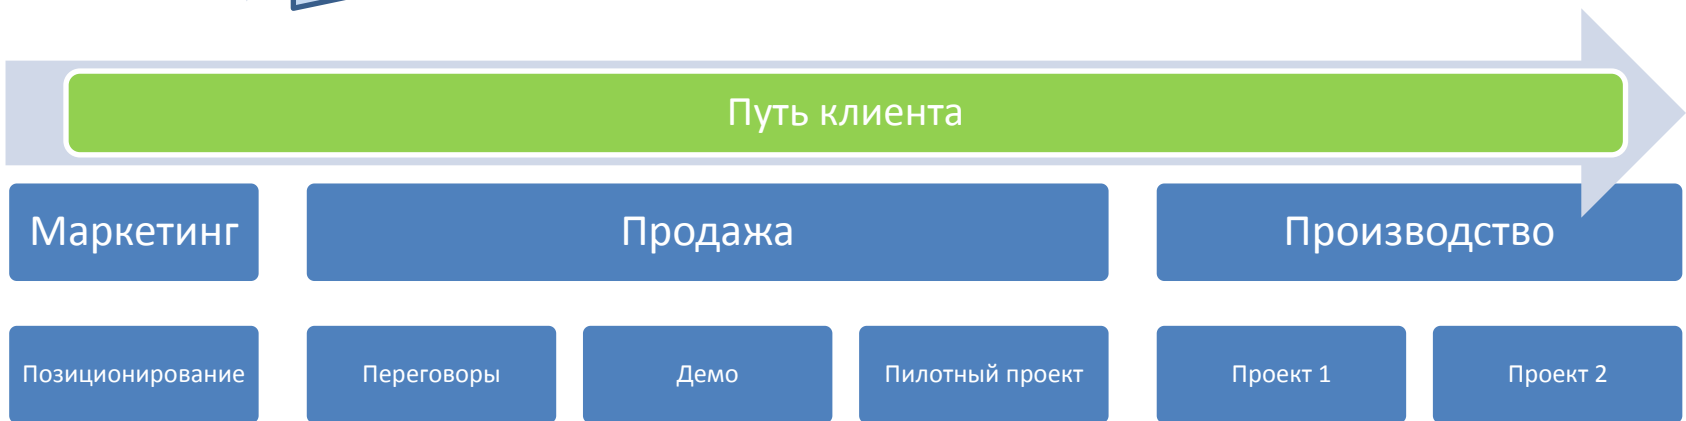 Путь клиента
Маркетинг
Продажа
Производство
Позиционирование
Переговоры
Демо
Пилотный проект
Проект 1
Проект 2